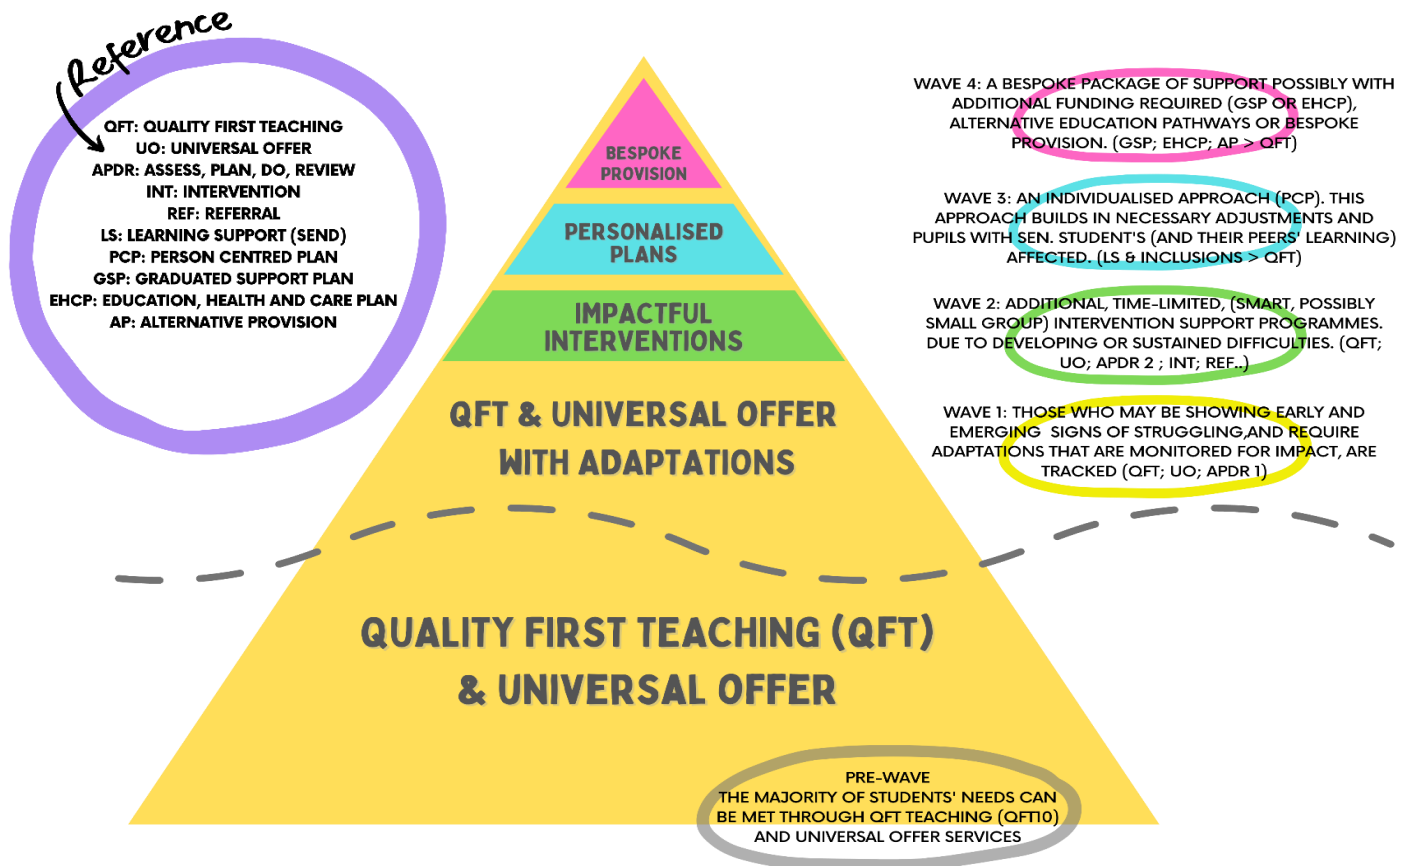 Reference
QFT: QUALITY FIRST TEACHING
UO: UNIVERSAL OFFER
APDR: ASSESS, PLAN, DO, REVIEW
INT: INTERVENTION
REF: REFERRAL
LS: LEARNING SUPPORT (SEND)
PCP: PERSON CENTRED PLAN
GSP: GRADUATED SUPPORT PLAN
EHCP: EDUCATION, HEALTH AND CARE PLAN
AP: ALTERNATIVE PROVISION
BESPOKE
PROVISION
PERSONALISED
PLANS
IMPACTFUL
INTERVENTIONS
QFT & UNIVERSAL OFFER
WITH ADAPTATIONS
QUALITY FIRST TEACHING (QFT)
& UNIVERSAL OFFER
WAVE 4: A BESPOKE PACKAGE OF SUPPORT POSSIBLY WITH
ADDITIONAL FUNDING REQUIRED (GSP OR EHCP),
ALTERNATIVE EDUCATION PATHWAYS OR BESPOKE
PROVISION. (GSP; EHCP; AP > QFT)
WAVE 3: AN INDIVIDUALISED APPROACH (PCP). THIS
APPROACH BUILDS IN NECESSARY ADJUSTMENTS AND
PUPILS WITH SEN. STUDENT'S (AND THEIR PEERS' LEARNING)
AFFECTED. (LS & INCLUSIONS > QFT)
WAVE 2: ADDITIONAL, TIME-LIMITED, (SMART, POSSIBLY
SMALL GROUP) INTERVENTION SUPPORT PROGRAMMES.
DUE TO DEVELOPING OR SUSTAINED DIFFICULTIES. (QFT;
UO; APDR 2 ; INT; REF..)
WAVE 1: THOSE WHO MAY BE SHOWING EARLY AND
EMERGING  SIGNS OF STRUGGLING,AND REQUIRE
ADAPTATIONS THAT ARE MONITORED FOR IMPACT, ARE
TRACKED (QFT; UO; APDR 1)
PRE-WAVE
THE MAJORITY OF STUDENTS' NEEDS CAN
BE MET THROUGH QFT TEACHING (QFT10)
AND UNIVERSAL OFFER SERVICES